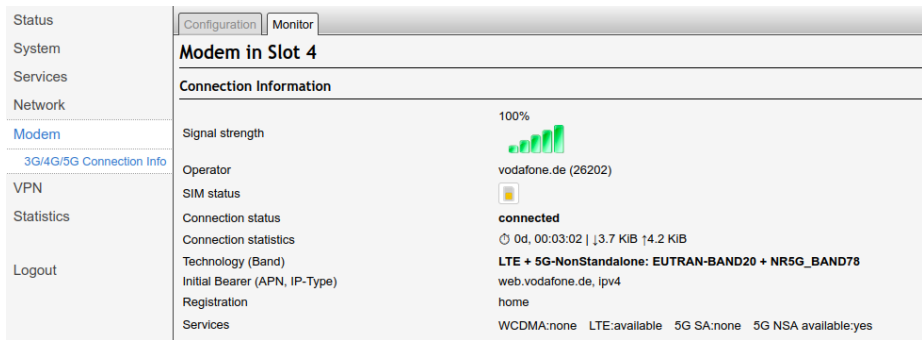 Status
System
Services
Network
Modem
3G/4G/5G Connection Info
VPN
Statistics
Logout
Configuration Monitor
Modem in Slot 4
Connection Information
Signal strength 100%
Operator vodafone.de (26202)
SIM status
Connection status connected
Connection statistics ⏱ 0d, 00:03:02 | ↓3.7 KiB ↑4.2 KiB
Technology (Band) LTE + 5G-NonStandalone: EUTRAN-BAND20 + NR5G_BAND78
Initial Bearer (APN, IP-Type) web.vodafone.de, ipv4
Registration home
Services WCDMA:none LTE:available 5G SA:none 5G NSA available:yes